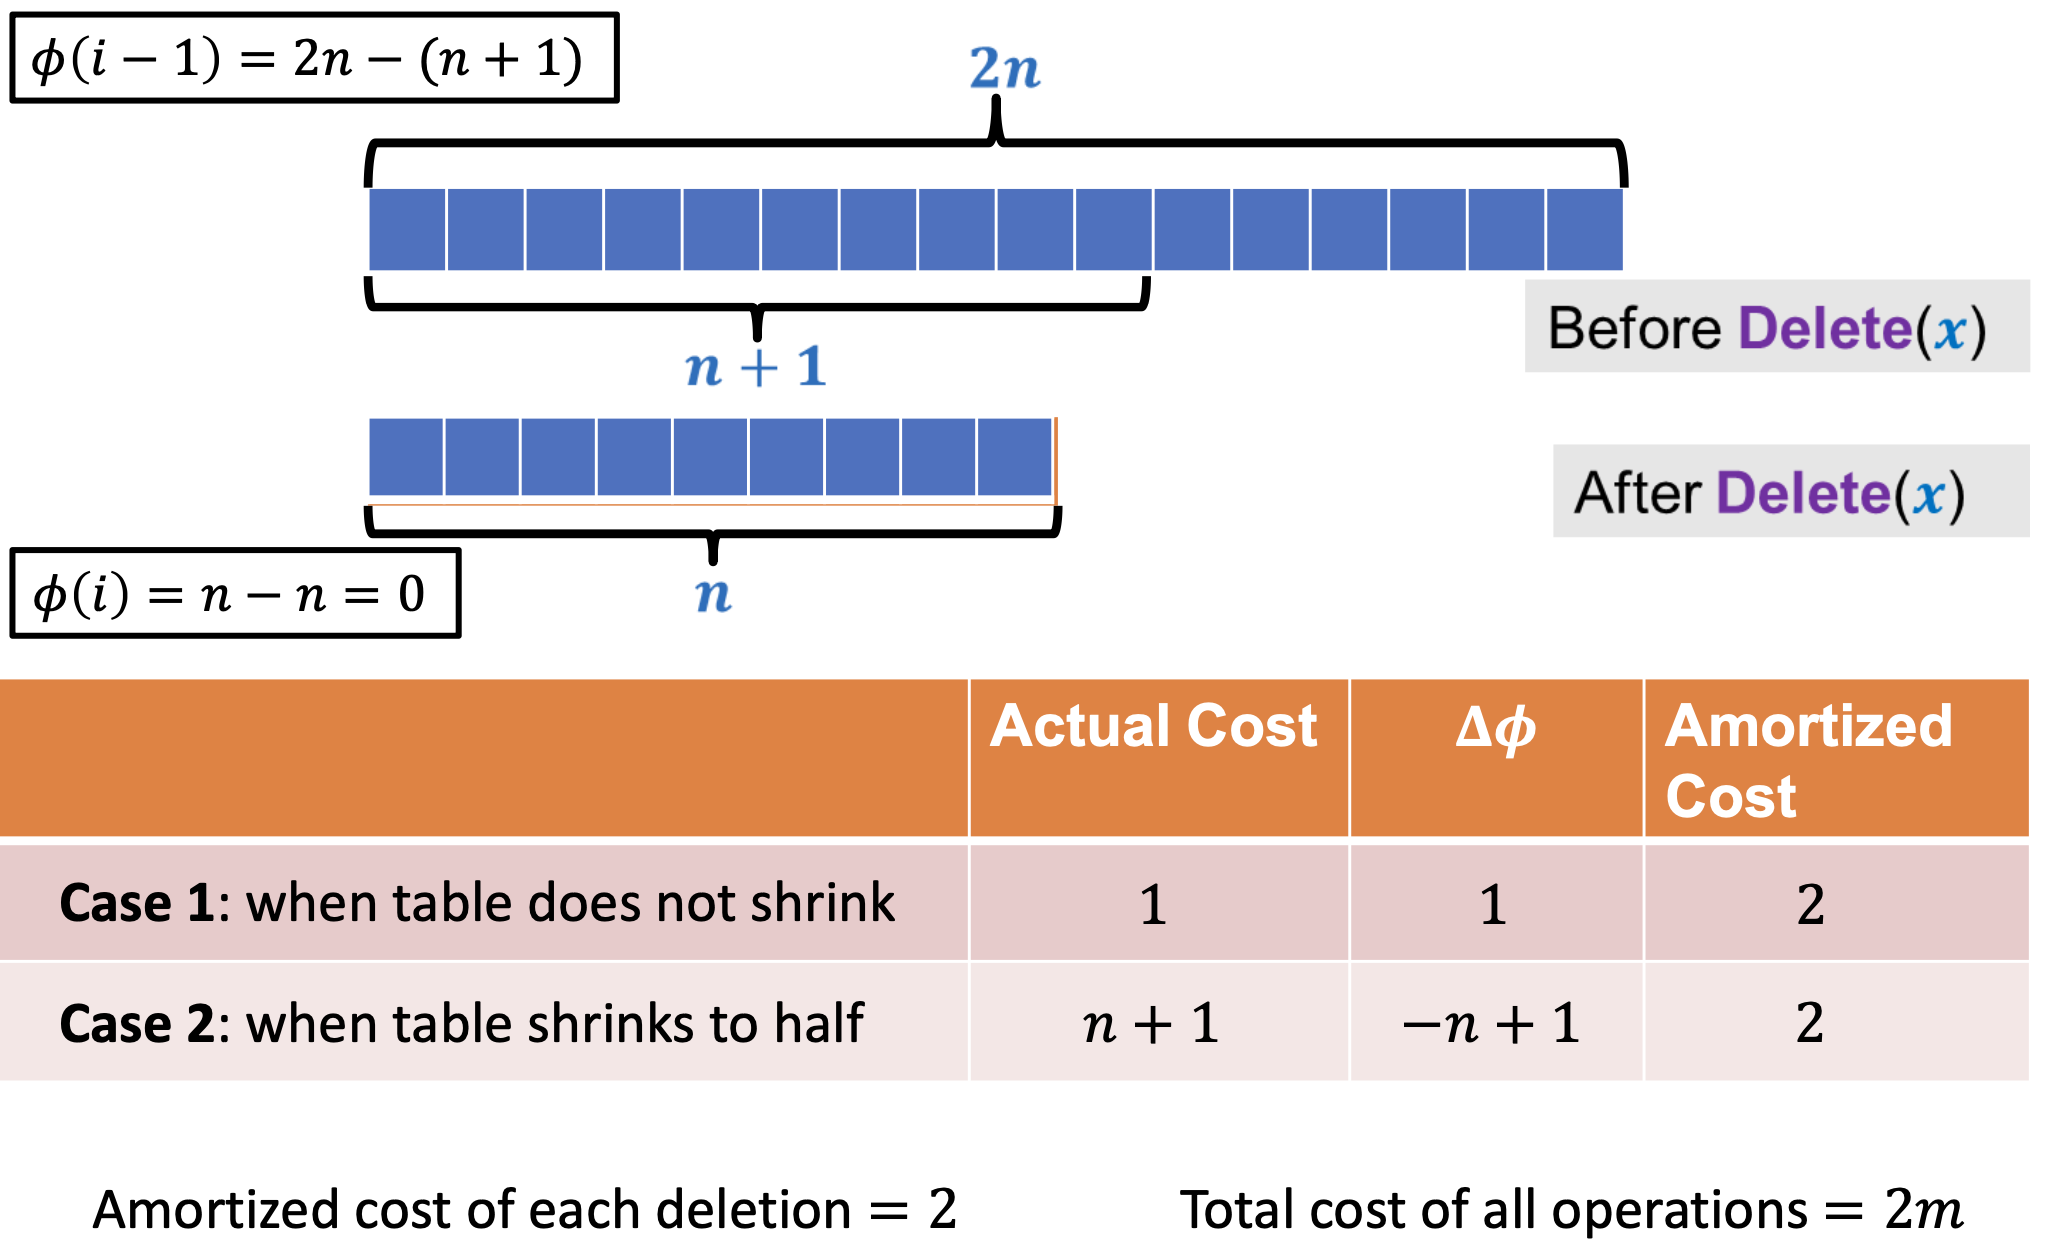 ϕ(i − 1) = 2n − (n + 1)
2n
n + 1
Before Delete(x)
After Delete(x)
n
ϕ(i) = n − n = 0
Actual Cost
Δϕ
Amortized
Cost
Case 1: when table does not shrink
1
1
2
Case 2: when table shrinks to half
n + 1
−n + 1
2
Amortized cost of each deletion = 2
Total cost of all operations = 2m